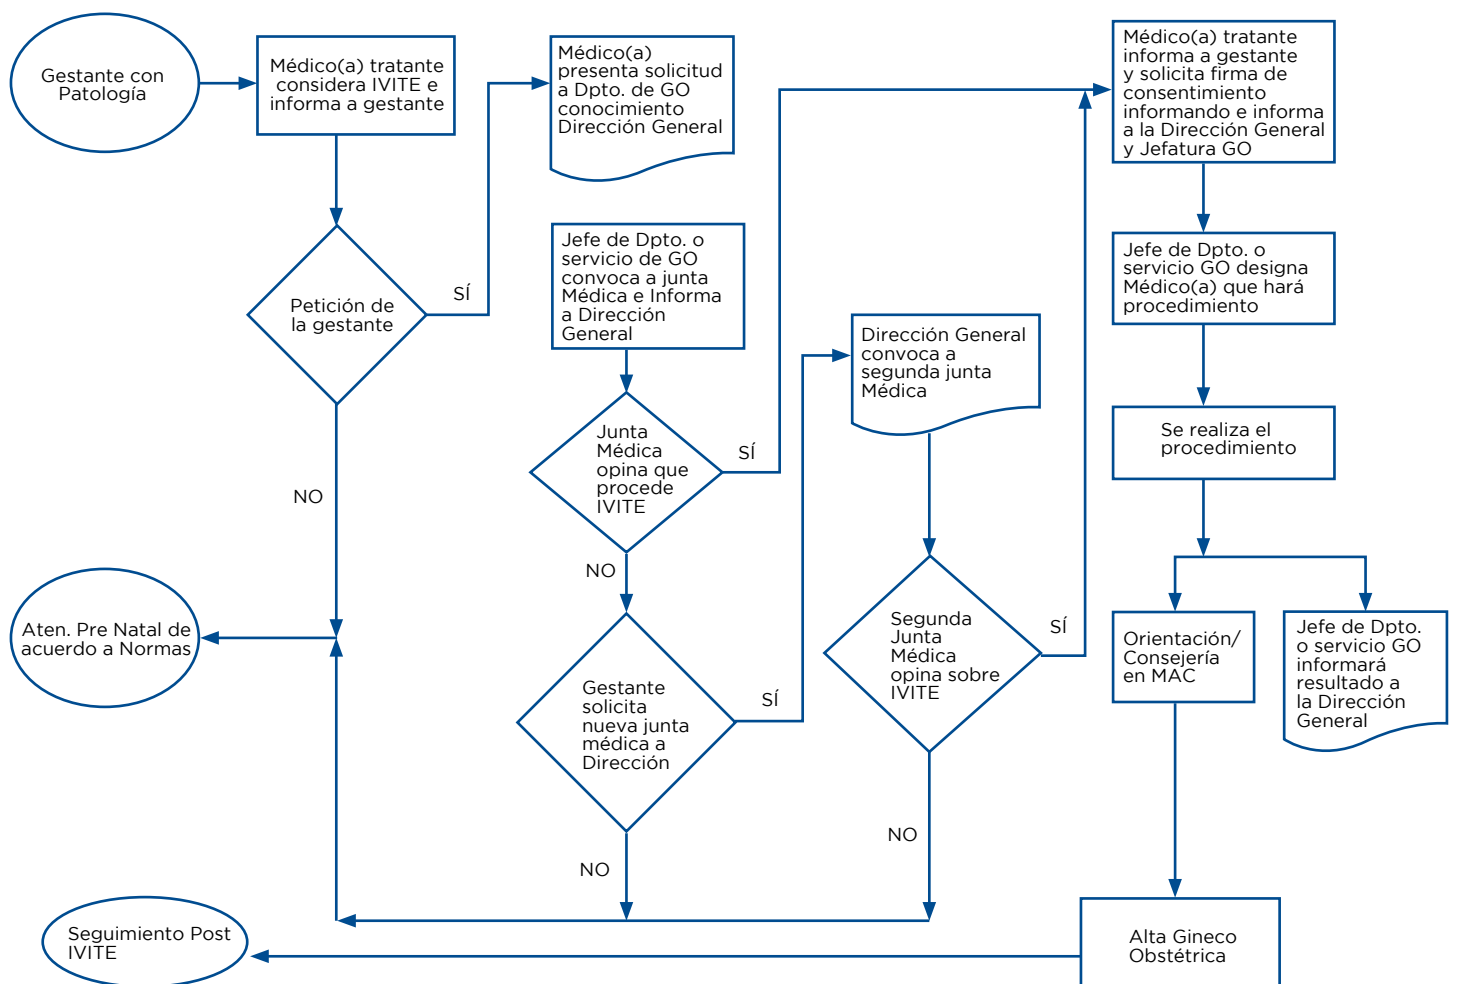 Gestante con
Patología
Médico(a) tratante
considera IVITE e
informa a gestante
Médico(a)
presenta solicitud
a Dpto. de GO
conocimiento
Dirección General
Médico(a) tratante
informa a gestante
y solicita firma de
consentimiento
informando e informa
a la Dirección General
y Jefatura GO
Petición de
la gestante
SÍ
NO
Jefe de Dpto. o
servicio de GO
convoca a junta
Médica e Informa
a Dirección
General
Jefe de Dpto. o
servicio GO designa
Médico(a) que hará
procedimiento
Dirección General
convoca a
segunda junta
Médica
Junta
Médica
opina que
procede
IVITE
SÍ
NO
Se realiza el
procedimiento
Aten. Pre Natal de
acuerdo a Normas
Gestante
solicita
nueva junta
médica a
Dirección
SÍ
NO
Segunda
Junta
Médica
opina sobre
IVITE
SÍ
NO
Orientación/
Consejería
en MAC
Jefe de Dpto.
o servicio GO
informará
resultado a
la Dirección
General
Seguimiento Post
IVITE
Alta Gineco
Obstétrica